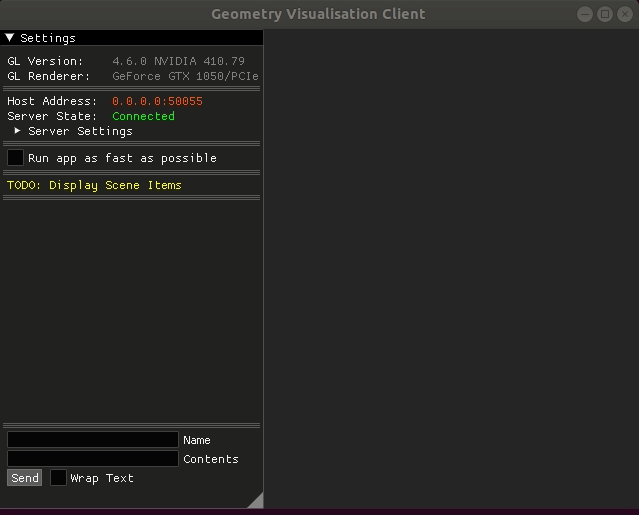 Geometry Visualisation Client
Settings
GL Version: 4.6.0 NVIDIA 410.79
GL Renderer: GeForce GTX 1050/PCIe
Host Address: 0.0.0.0:50055
Server State: Connected
Server Settings
Run app as fast as possible
TODO: Display Scene Items
Name
Contents
Send Wrap Text